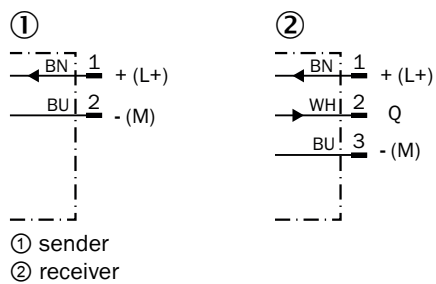 ① ②
BN 1 + (L+)
BU 2 - (M)
BN 1 + (L+)
WH 2 Q
BU 3 - (M)
① sender
② receiver